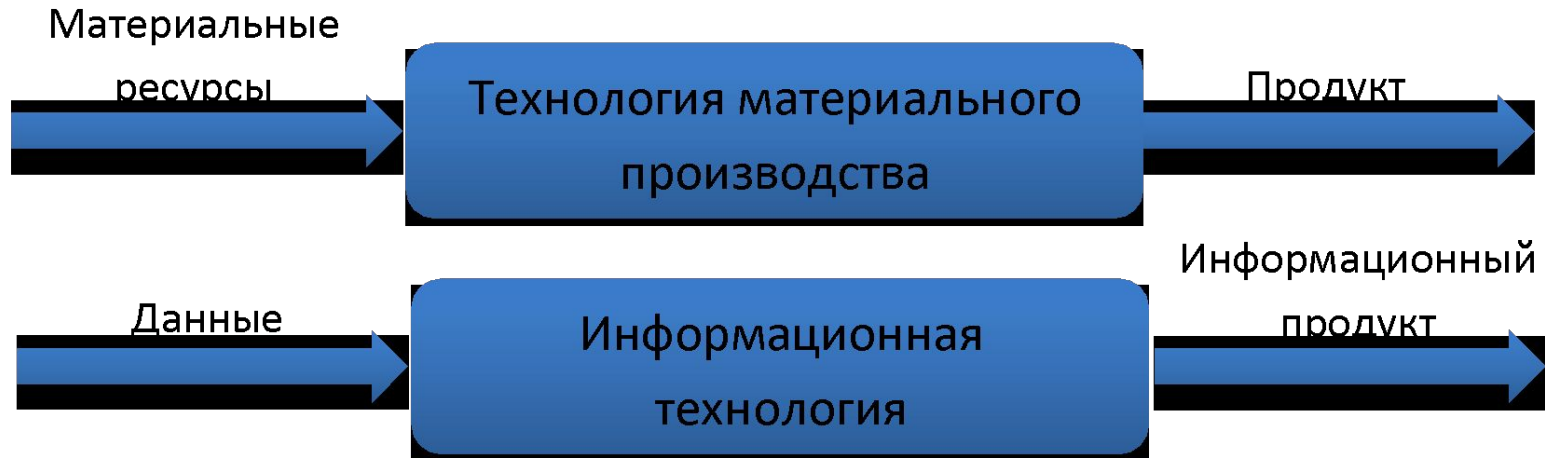 Материальные
ресурсы
Технология материального
производства
Продукт
Данные
Информационная
технология
Информационный
продукт